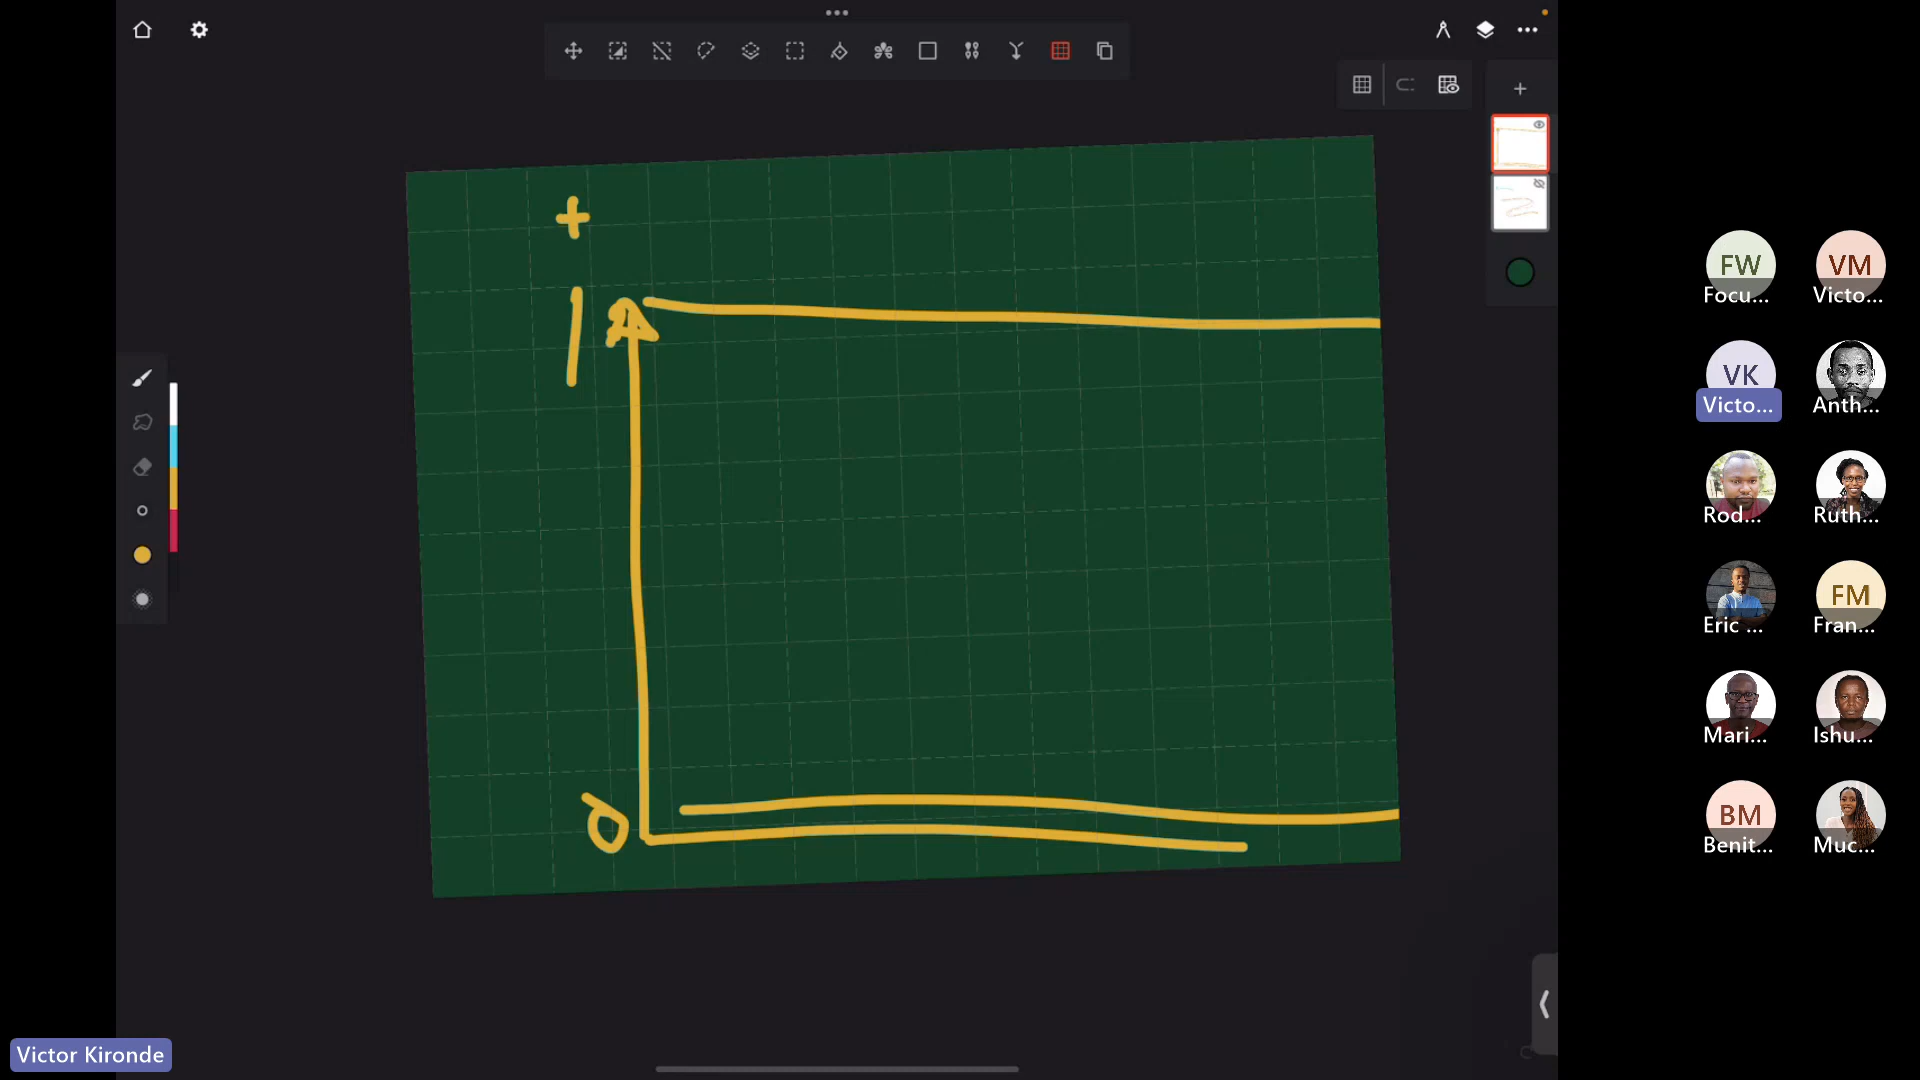 +
1
0
FW
Focu...
VM
Victo...
VK
Victo...
Anth...
Rod...
Ruth...
Eric ...
FM
Fran...
Mari...
Ishu...
BM
Benit...
Muc...
Victor Kironde